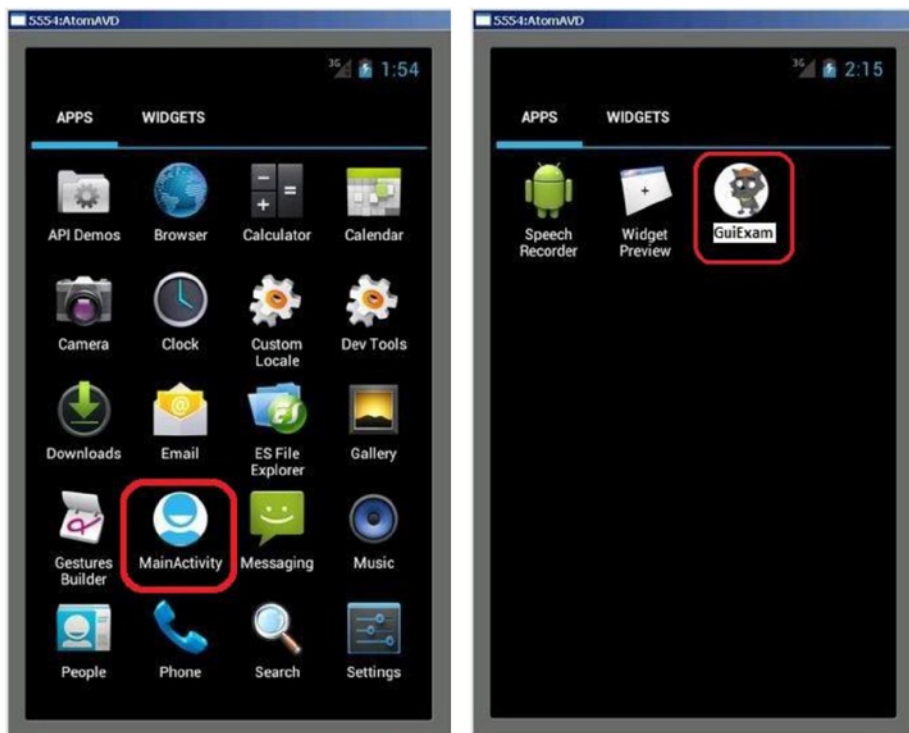 5554:AtomAVD
3G 1:54
APPS WIDGETS
API Demos Browser Calculator Calendar
Camera Clock Custom Locale Dev Tools
Downloads Email ES File Explorer Gallery
Gestures Builder MainActivity Messaging Music
People Phone Search Settings
5554:AtomAVD
3G 2:15
APPS WIDGETS
Speech Recorder Widget Preview GuiExam